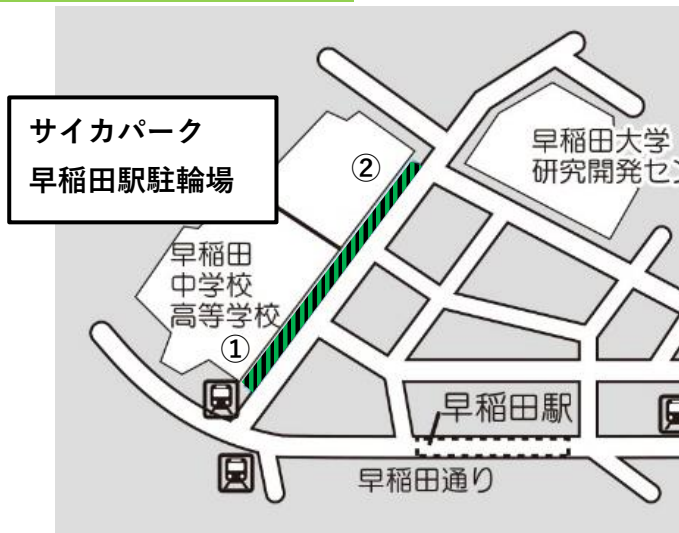 サイカパーク
早稲田駅駐輪場
②
早稲田大学
研究開発セン
早稲田
中学校
高等学校
①
早稲田駅
早稲田通り